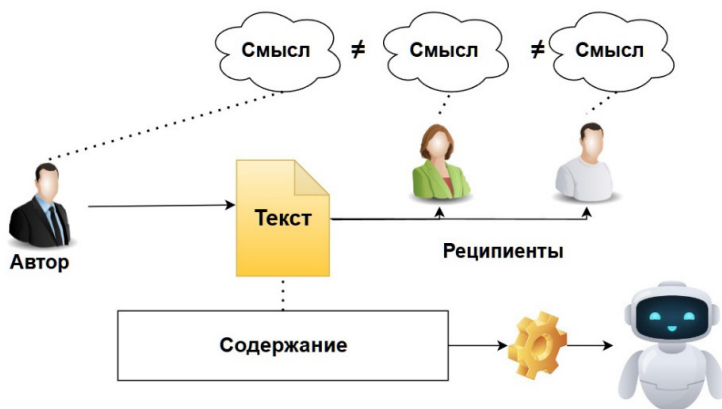 Смысл ≠ Смысл ≠ Смысл
Текст
Автор
Реципиенты
Содержание